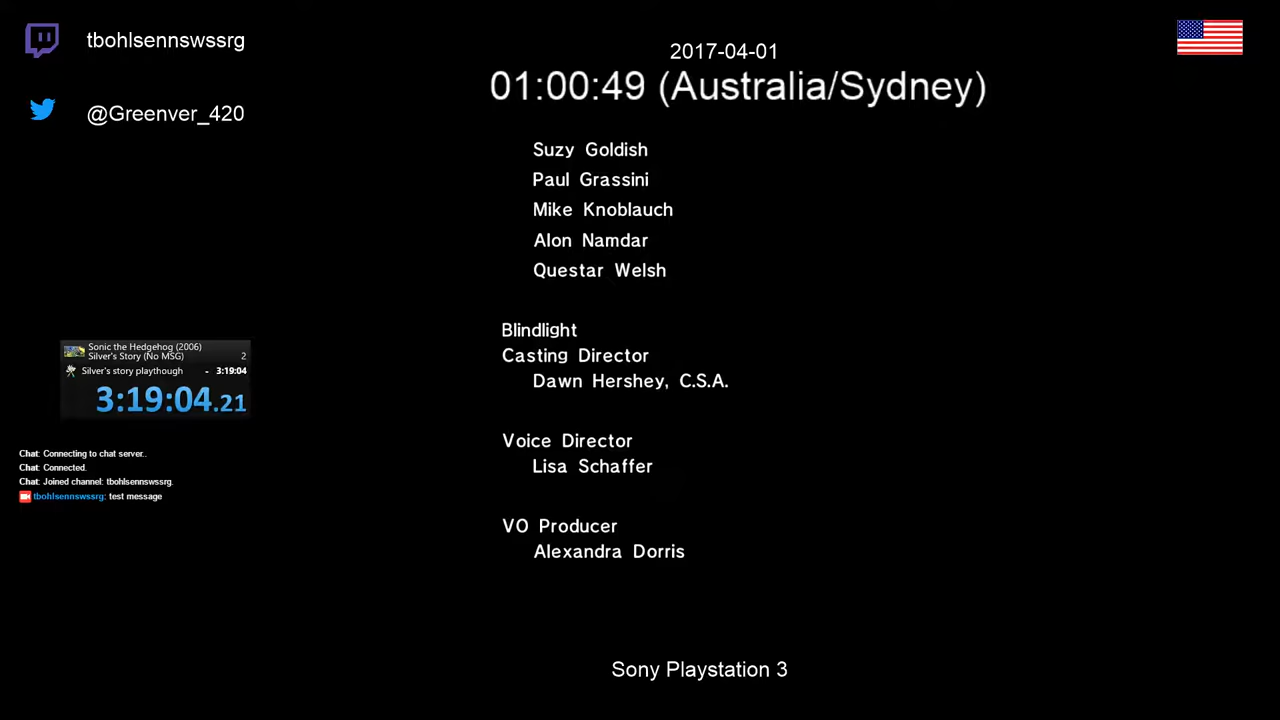 tbohlsennswssrg
@Greenver_420
2017-04-01
01:00:49 (Australia/Sydney)
Suzy Goldish
Paul Grassini
Mike Knoblauch
Alon Namdar
Questar Welsh
Blindlight
Casting Director
Dawn Hershey, C.S.A.
Voice Director
Lisa Schaffer
VO Producer
Alexandra Dorris
Sonic the Hedgehog (2006)
Silver's Story (No MSG) 2
Silver's story playthough - 3:19:04
3:19:04.21
Chat: Connecting to chat server..
Chat: Connected.
Chat: Joined channel: tbohlsennswssrg.
tbohlsennswssrg: test message
Sony Playstation 3